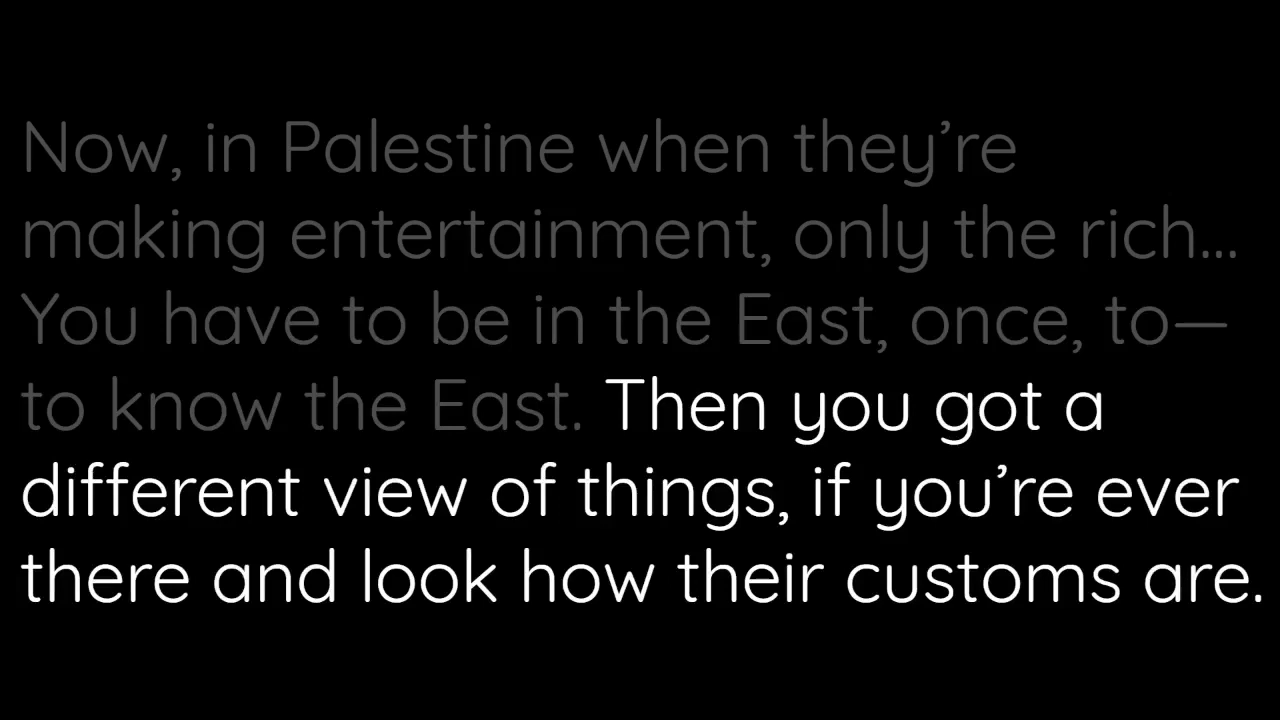 Now, in Palestine when they’re
making entertainment, only the rich...
You have to be in the East, once, to—
to know the East. Then you got a
different view of things, if you’re ever
there and look how their customs are.